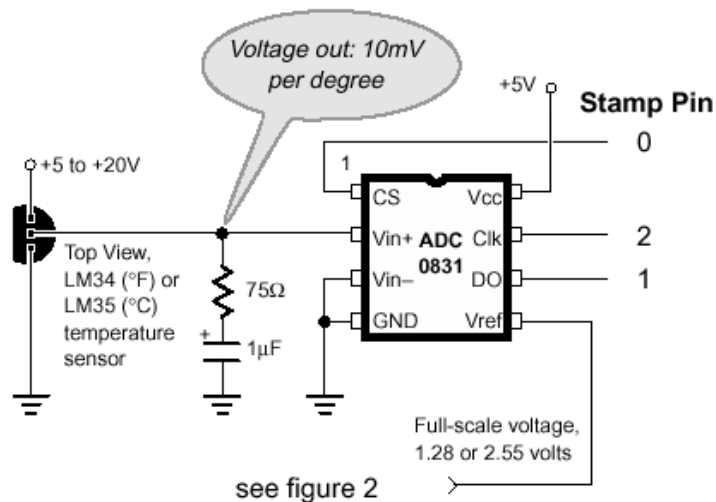 Voltage out: 10mV
per degree
+5V
Stamp Pin
0
+5 to +20V
1
CS
Vcc
Vin+
ADC
0831
Clk
2
Top View,
LM34 (°F) or
LM35 (°C)
temperature
sensor
75Ω
Vin–
DO
1
GND
Vref
+
1µF
Full-scale voltage,
1.28 or 2.55 volts
see figure 2